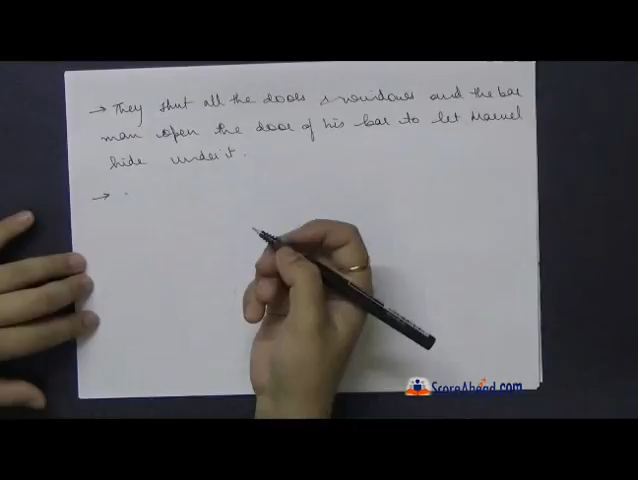 → They shut all the doors & windows and the bar
man open the door of his bar to let Marvel
hide under it.
→
ScoreAhead.com